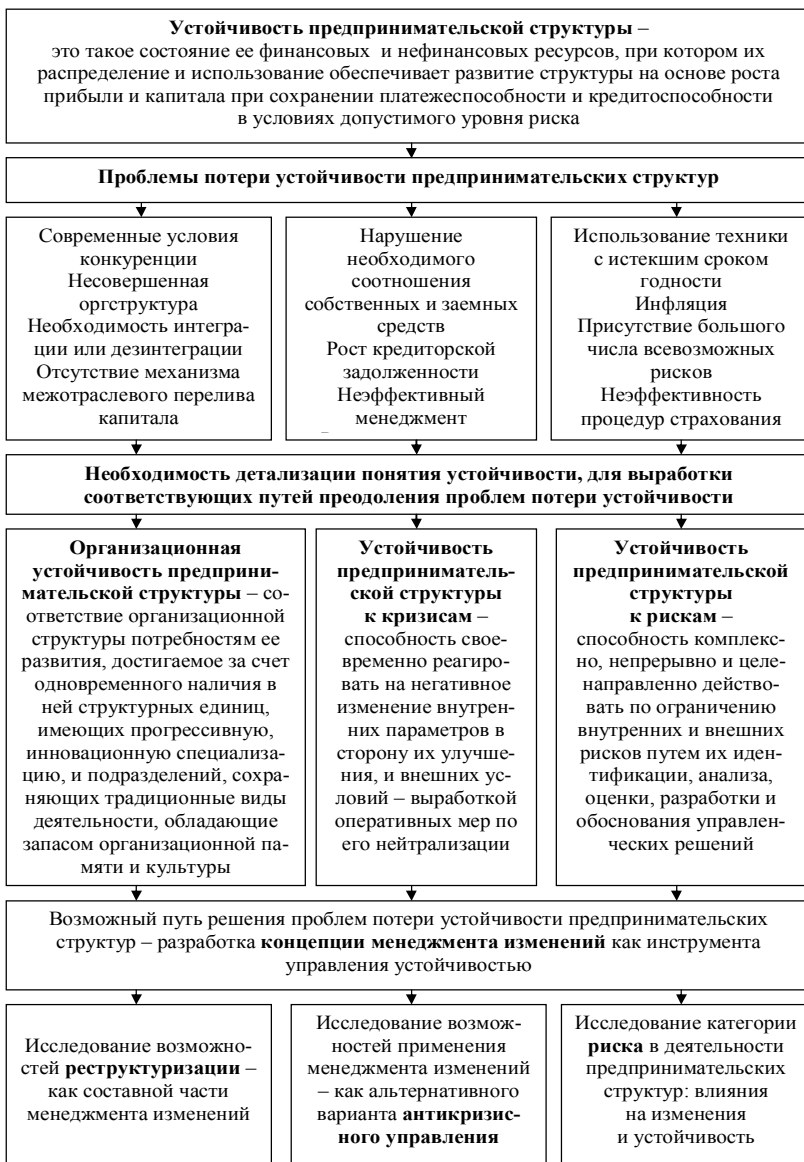 Устойчивость предпринимательской структуры –
это такое состояние ее финансовых и нефинансовых ресурсов, при котором их
распределение и использование обеспечивает развитие структуры на основе роста
прибыли и капитала при сохранении платежеспособности и кредитоспособности
в условиях допустимого уровня риска
Проблемы потери устойчивости предпринимательских структур
Современные условия
конкуренции
Несовершенная
оргструктура
Необходимость интегра-
ции или дезинтеграции
Отсутствие механизма
межотраслевого перелива
капитала
Нарушение
необходимого
соотношения
собственных и заемных
средств
Рост кредиторской
задолженности
Неэффективный
менеджмент
Использование техники
с истекшим сроком
годности
Инфляция
Присутствие большого
числа всевозможных
рисков
Неэффективность
процедур страхования
Необходимость детализации понятия устойчивости, для выработки
соответствующих путей преодоления проблем потери устойчивости
Организационная
устойчивость предприни-
мательской структуры – со-
ответствие организационной
структуры потребностям ее
развития, достигаемое за счет
одновременного наличия в
ней структурных единиц,
имеющих прогрессивную,
инновационную специализа-
цию, и подразделений, сохра-
няющих традиционные виды
деятельности, обладающие
запасом организационной па-
мяти и культуры
Устойчивость
предприниматель-
ской структуры
к кризисам –
способность свое-
временно реагиро-
вать на негативное
изменение внутрен-
них параметров в
сторону их улучше-
ния, и внешних ус-
ловий – выработкой
оперативных мер по
его нейтрализации
Устойчивость
предпринимательской
структуры
к рискам –
способность комплекс-
но, непрерывно и целе-
направленно действо-
вать по ограничению
внутренних и внешних
рисков путем их иден-
тификации, анализа,
оценки, разработки и
обоснования управлен-
ческих решений
Возможный путь решения проблем потери устойчивости предпринимательских
структур – разработка концепции менеджмента изменений как инструмента
управления устойчивостью
Исследование возможно-
стей реструктуризации –
как составной части
менеджмента изменений
Исследование возмож-
ностей применения
менеджмента изменений
– как альтернативного
варианта антикризис-
ного управления
Исследование категории
риска в деятельности
предпринимательских
структур: влияния
на изменения
и устойчивость